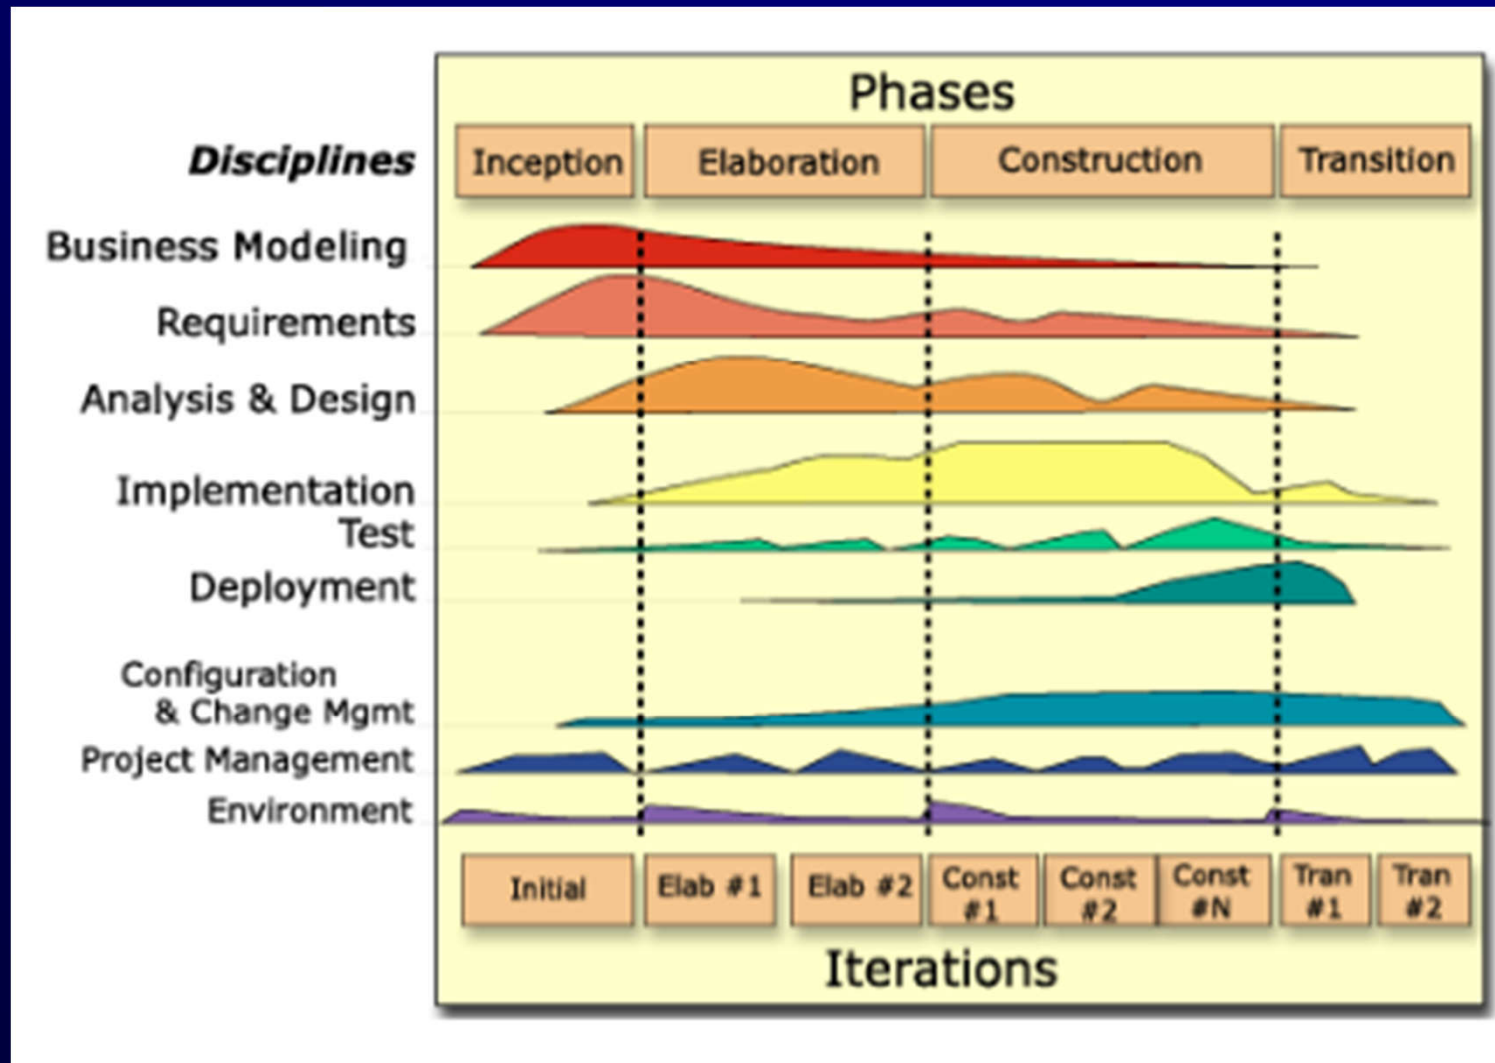 Phases
Disciplines
Inception
Elaboration
Construction
Transition
Business Modeling
Requirements
Analysis & Design
Implementation
Test
Deployment
Configuration
& Change Mgmt
Project Management
Environment
Initial
Elab #1
Elab #2
Const
#1
Const
#2
Const
#N
Tran
#1
Tran
#2
Iterations